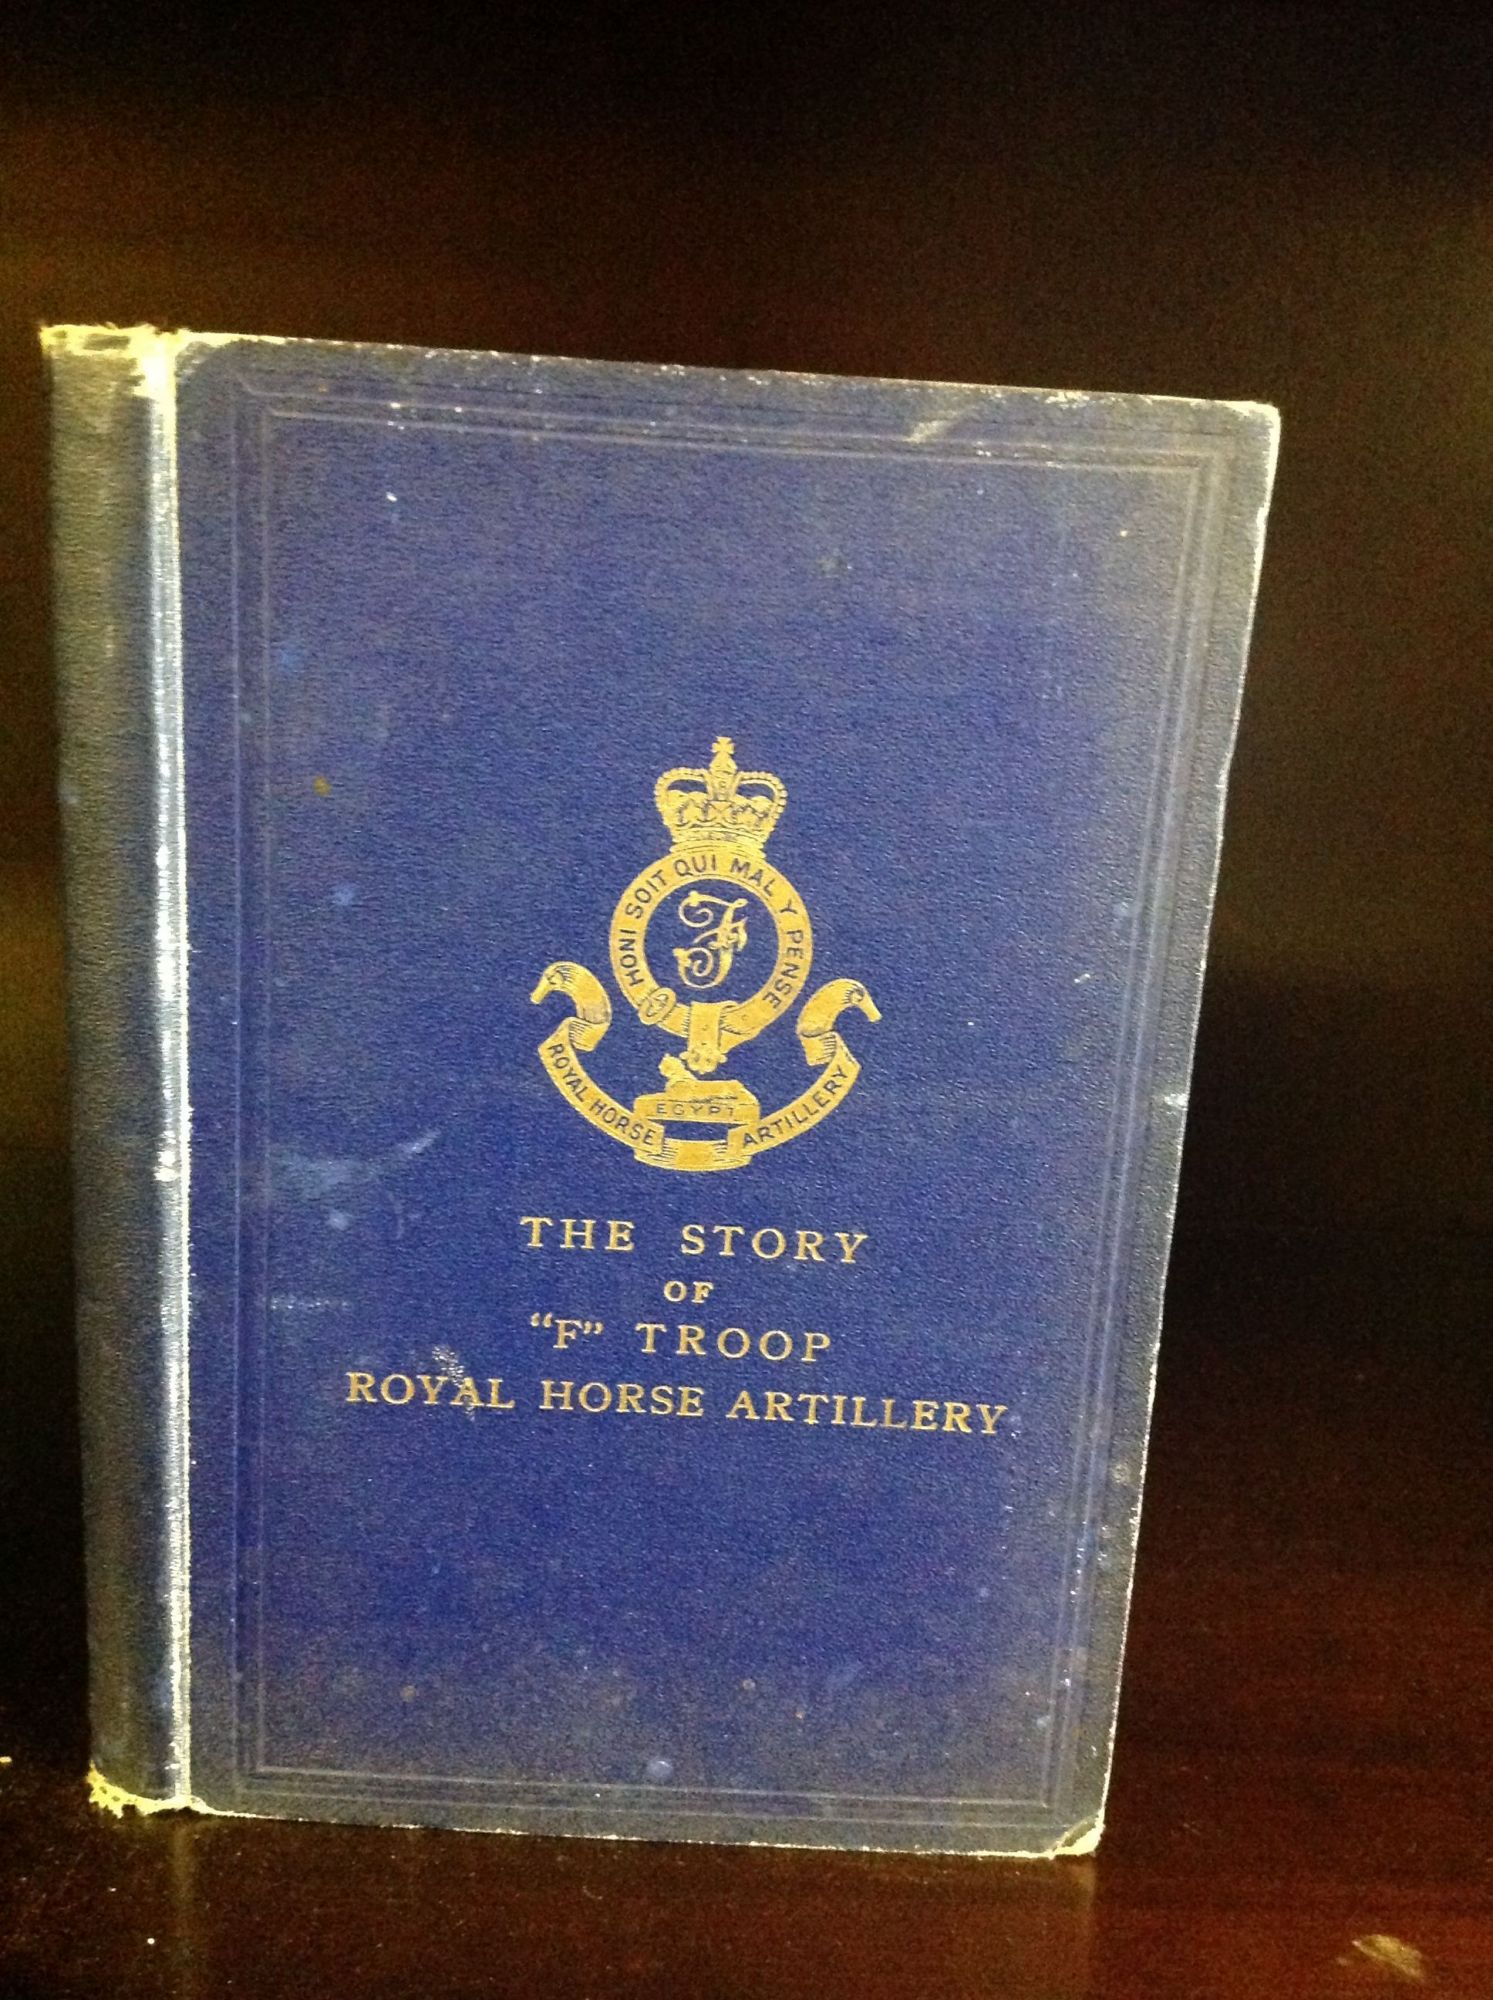 HONI SOIT QUI MAL Y PENSE
F
EGYPT
ROYAL HORSE ARTILLERY
THE STORY
OF
“F” TROOP
ROYAL HORSE ARTILLERY